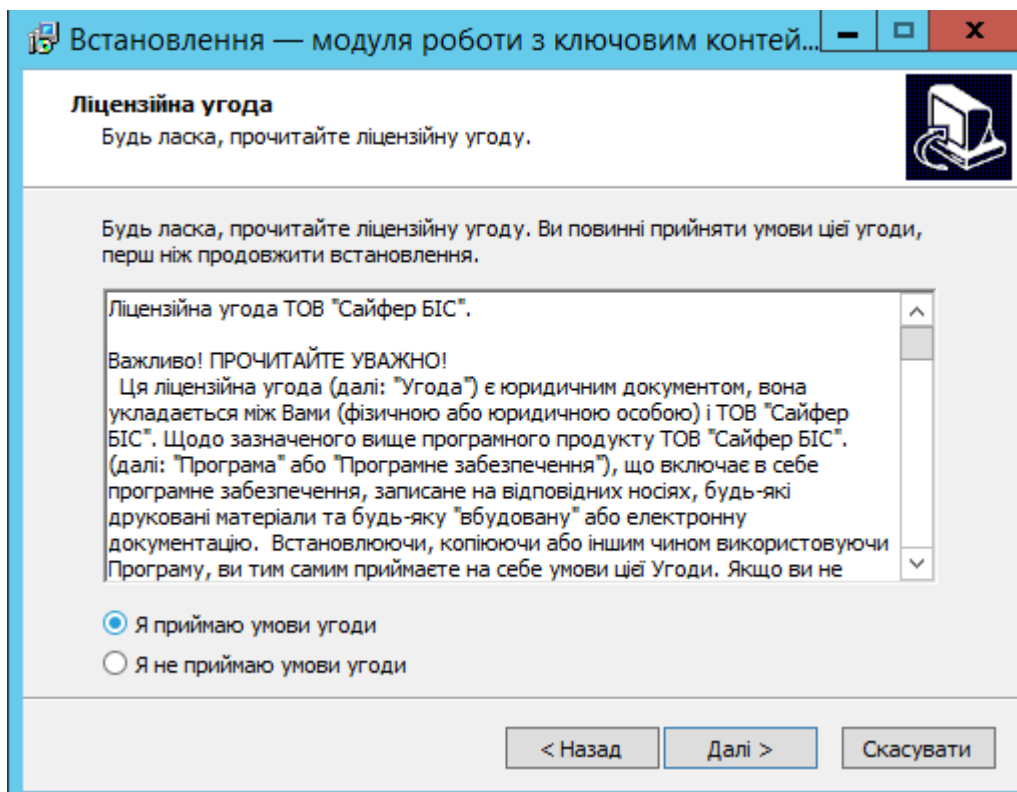 Встановлення — модуля роботи з ключовим контей...
Ліцензійна угода
Будь ласка, прочитайте ліцензійну угоду.
Будь ласка, прочитайте ліцензійну угоду. Ви повинні прийняти умови цієї угоди,
перш ніж продовжити встановлення.
Ліцензійна угода ТОВ "Сайфер БІС".
Важливо! ПРОЧИТАЙТЕ УВАЖНО!
Ця ліцензійна угода (далі: "Угода") є юридичним документом, вона
укладається між Вами (фізичною або юридичною особою) і ТОВ "Сайфер
БІС". Щодо зазначеного вище програмного продукту ТОВ "Сайфер БІС".
(далі: "Програма" або "Програмне забезпечення"), що включає в себе
програмне забезпечення, записане на відповідних носіях, будь-які
друковані матеріали та будь-яку "вбудовану" або електронну
документацію. Встановлюючи, копіюючи або іншим чином використовуючи
Програму, ви тим самим приймаєте на себе умови цієї Угоди. Якщо ви не
Я приймаю умови угоди
Я не приймаю умови угоди
< Назад
Далі >
Скасувати